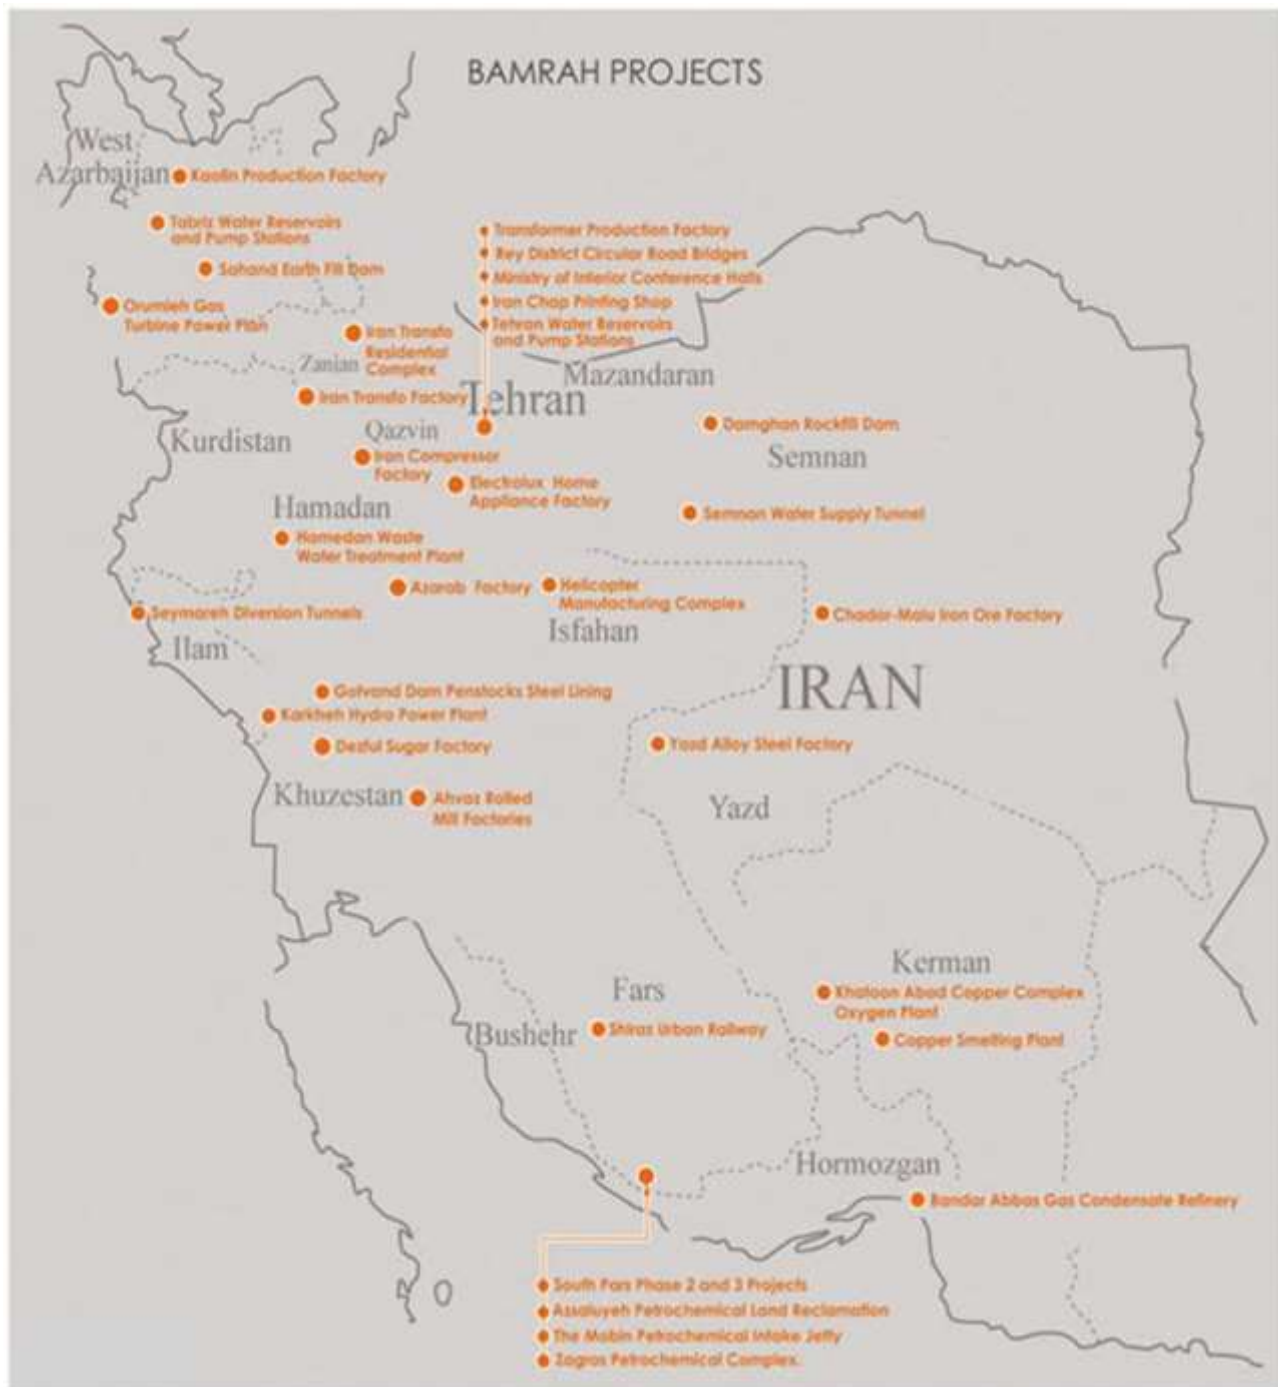 BAMRAH PROJECTS
West
Azarbaijan
Kaolin Production Factory
Tabriz Water Reservoirs
and Pump Stations
Sahand Earth Fill Dam
Orumieh Gas
Turbine Power Plan
Transformer Production Factory
Rey District Circular Road Bridges
Ministry of Interior Conference Halls
Iran Chap Printing Shop
Tehran Water Reservoirs
and Pump Stations
Iran Transfo
Residential
Complex
Zanjan
Mazandaran
Iran Transfo Factory
Tehran
Damghan Rockfill Dam
Kurdistan
Qazvin
Semnan
Iran Compressor
Factory
Electrolux Home
Appliance Factory
Hamadan
Semnan Water Supply Tunnel
Hamedan Waste
Water Treatment Plant
Azarab Factory
Helicopter
Manufacturing Complex
Seymareh Diversion Tunnels
Chador-Malu Iron Ore Factory
Isfahan
Ilam
IRAN
Gotvand Dam Penstocks Steel Lining
Karkheh Hydro Power Plant
Dezful Sugar Factory
Yazd Alloy Steel Factory
Khuzestan
Ahvaz Rolled
Mill Factories
Yazd
Kerman
Fars
Khatoon Abad Copper Complex
Oxygen Plant
Bushehr
Shiraz Urban Railway
Copper Smelting Plant
Hormozgan
Bandar Abbas Gas Condensate Refinery
South Pars Phase 2 and 3 Projects
Assaluyeh Petrochemical Land Reclamation
The Mobin Petrochemical Intake Jetty
Zagros Petrochemical Complex.